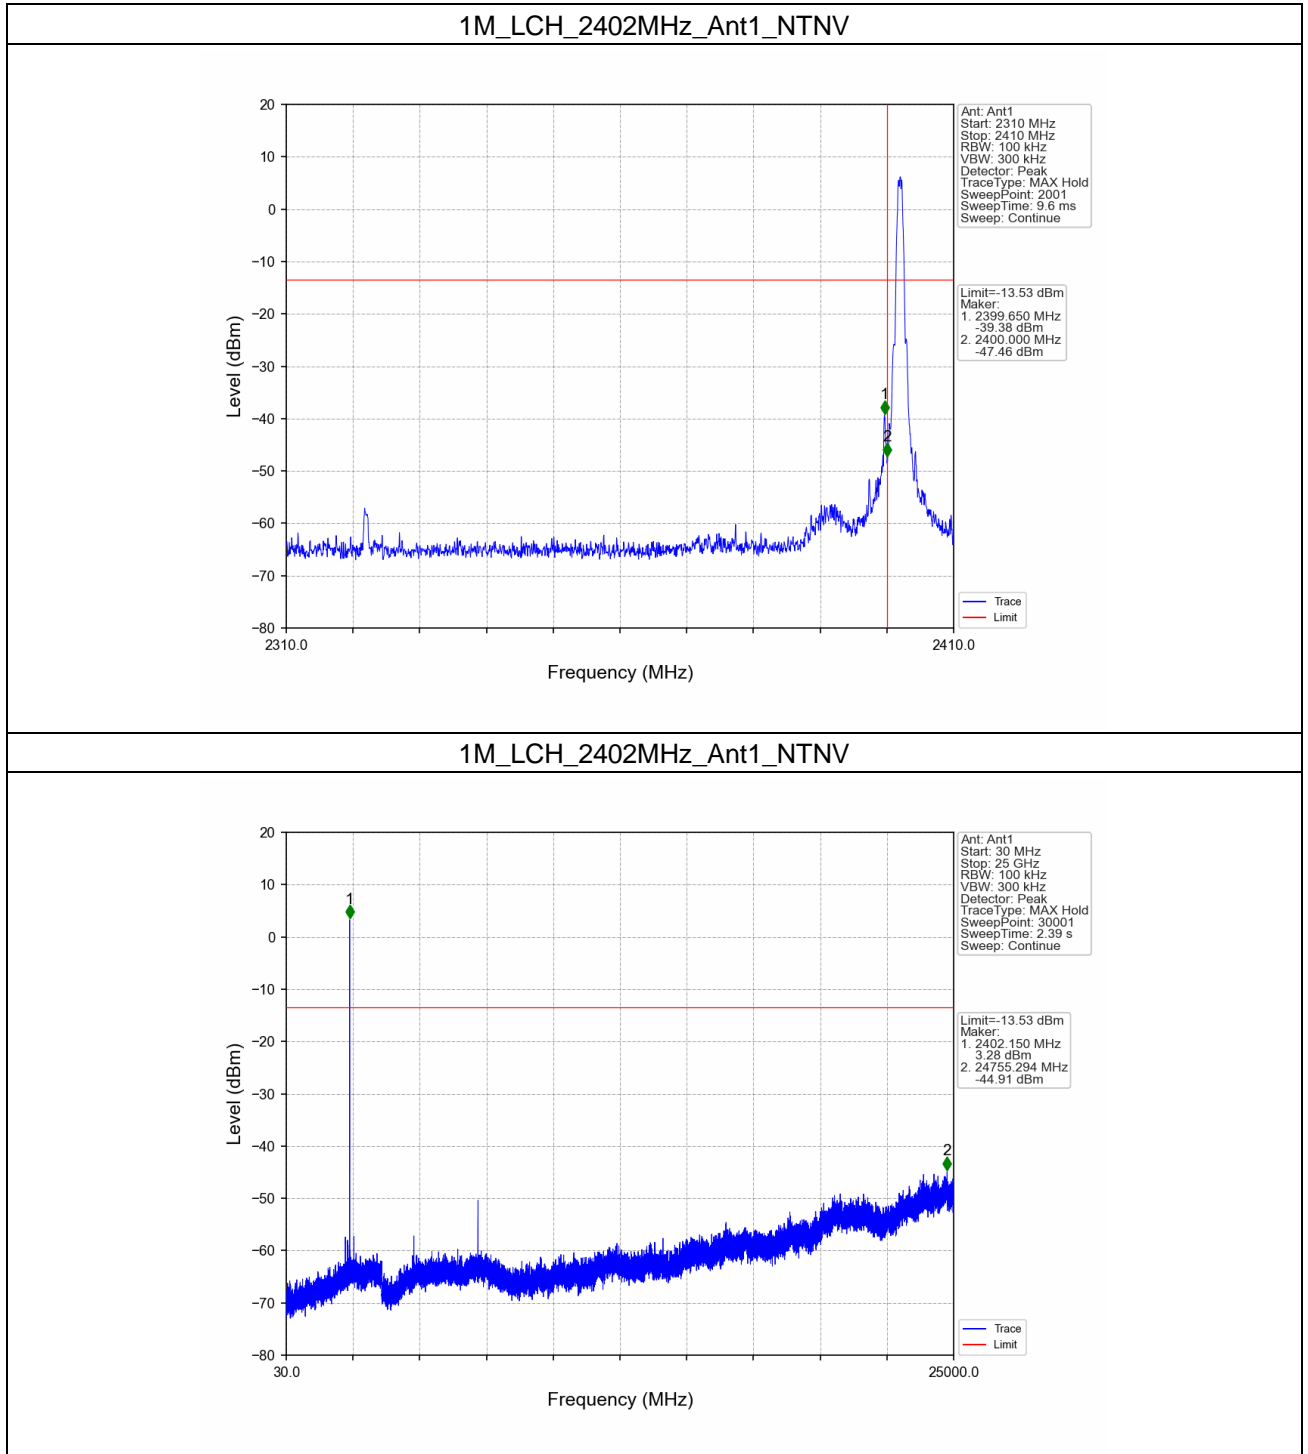 1M_LCH_2402MHz_Ant1_NTNV
20
10
0
−10
−20
−30
−40
−50
−60
−70
−80
Level (dBm)
1
2
2310.0
2410.0
Frequency (MHz)
Ant: Ant1
Start: 2310 MHz
Stop: 2410 MHz
RBW: 100 kHz
VBW: 300 kHz
Detector: Peak
TraceType: MAX Hold
SweepPoint: 2001
SweepTime: 9.6 ms
Sweep: Continue
Limit=-13.53 dBm
Maker:
1. 2399.650 MHz
-39.38 dBm
2. 2400.000 MHz
-47.46 dBm
Trace
Limit
1M_LCH_2402MHz_Ant1_NTNV
20
10
0
−10
−20
−30
−40
−50
−60
−70
−80
Level (dBm)
1
2
30.0
25000.0
Frequency (MHz)
Ant: Ant1
Start: 30 MHz
Stop: 25 GHz
RBW: 100 kHz
VBW: 300 kHz
Detector: Peak
TraceType: MAX Hold
SweepPoint: 30001
SweepTime: 2.39 s
Sweep: Continue
Limit=-13.53 dBm
Maker:
1. 2402.150 MHz
3.28 dBm
2. 24755.294 MHz
-44.91 dBm
Trace
Limit